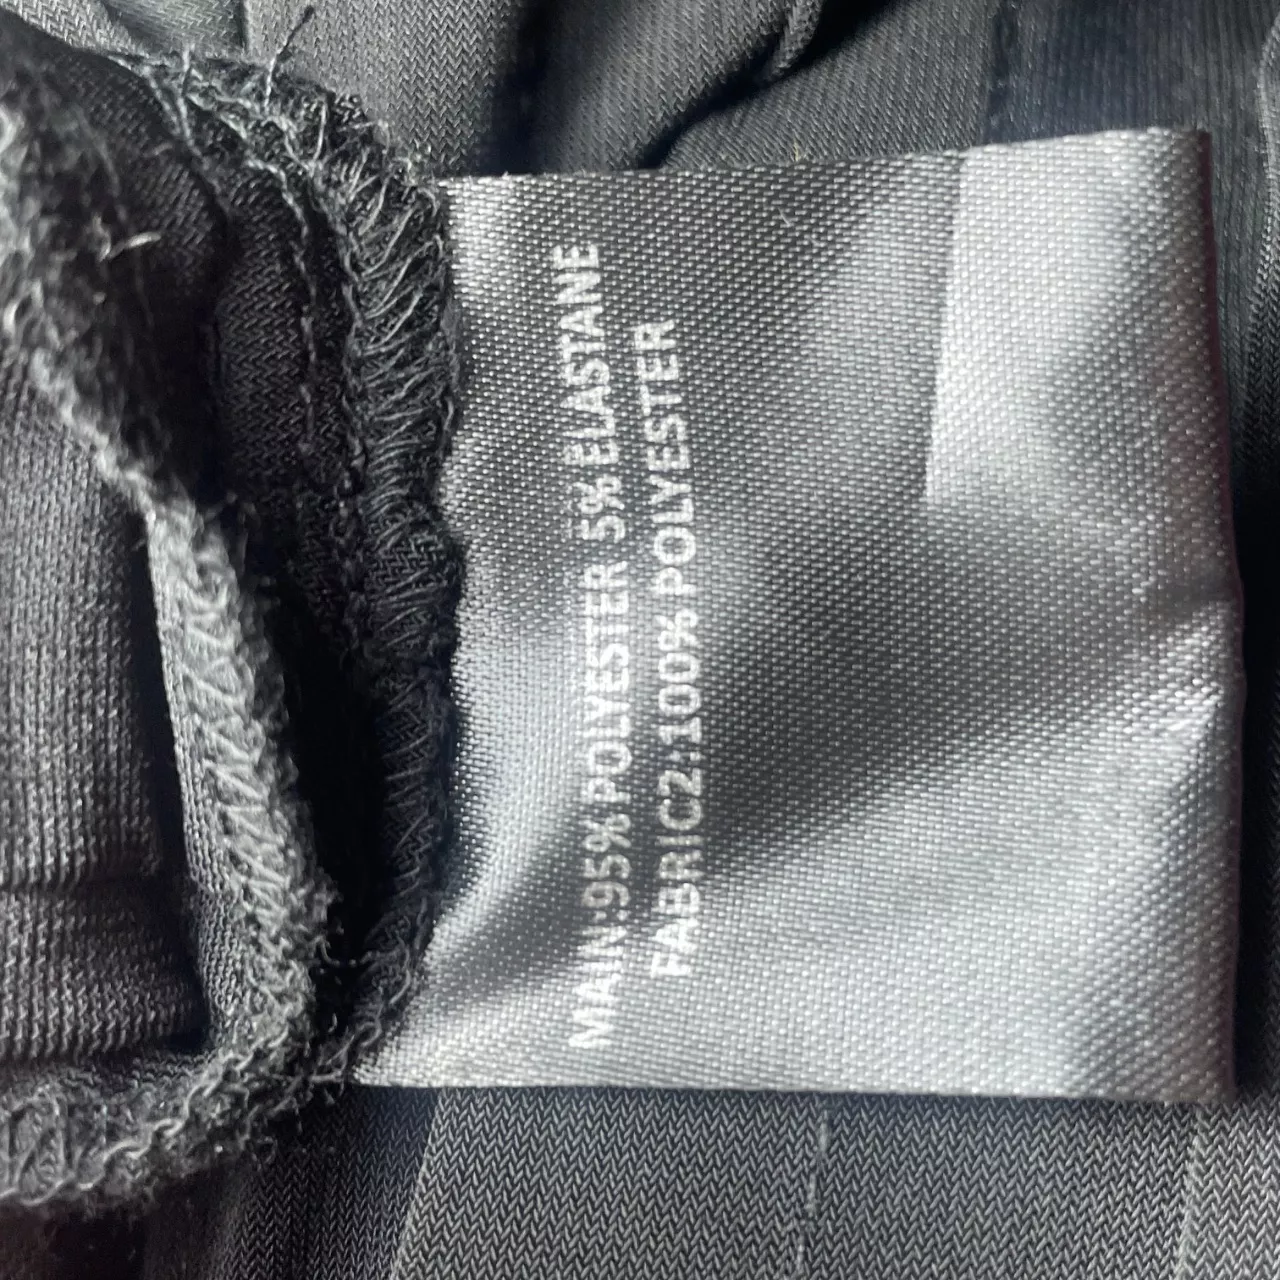 MAIN:95% POLYESTER 5% ELASTANE
FABRIC2:100% POLYESTER